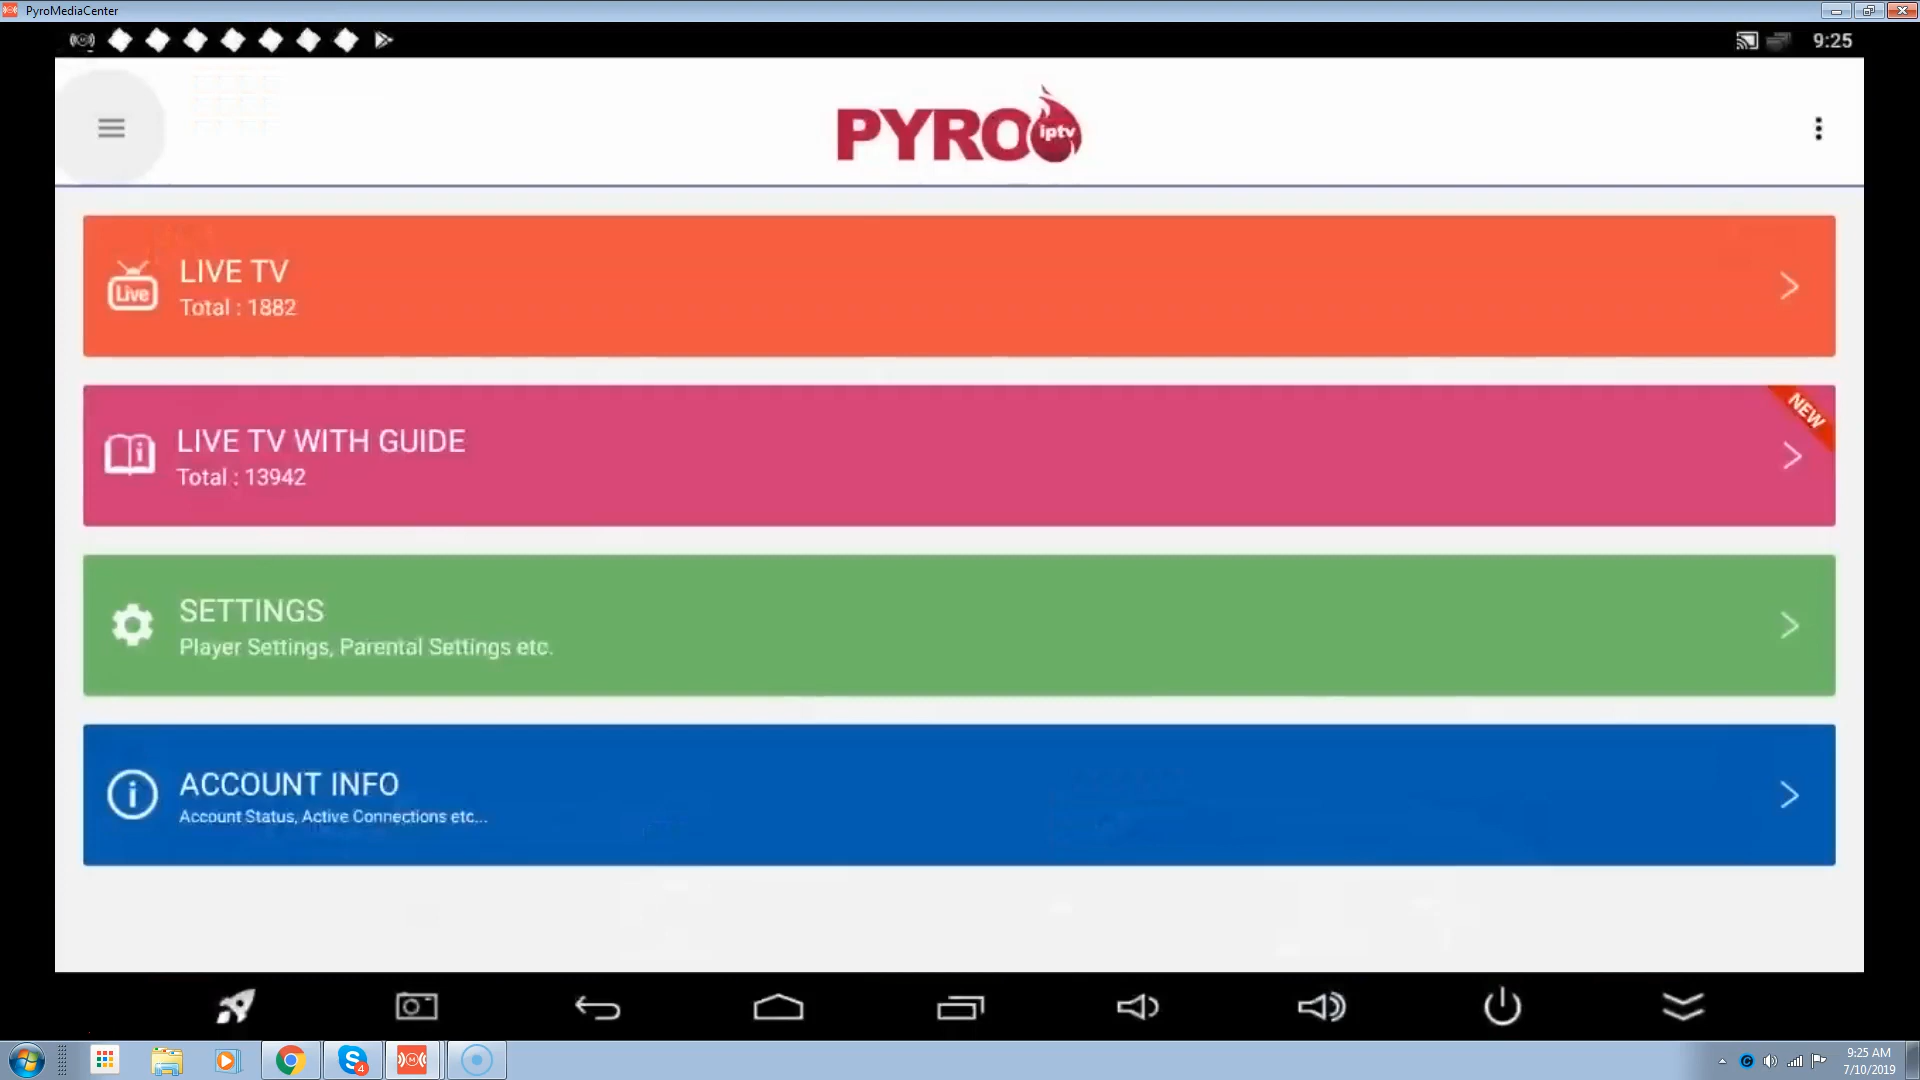 PyroMediaCenter
9:25
PYRO iptv
LIVE TV
Live
Total : 1882
NEW
LIVE TV WITH GUIDE
Total : 13942
SETTINGS
Player Settings, Parental Settings etc.
ACCOUNT INFO
Account Status, Active Connections etc...
4
9:25 AM
7/10/2019